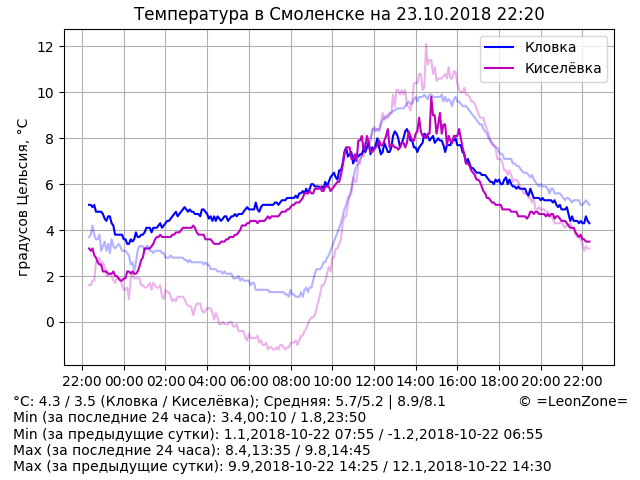 Температура в Смоленске на 23.10.2018 22:20
Кловка
Киселёвка
градусов Цельсия, °C
12
10
8
6
4
2
0
22:00 00:00 02:00 04:00 06:00 08:00 10:00 12:00 14:00 16:00 18:00 20:00 22:00
°C: 4.3 / 3.5 (Кловка / Киселёвка); Средняя: 5.7/5.2 | 8.9/8.1 © =LeonZone=
Min (за последние 24 часа): 3.4,00:10 / 1.8,23:50
Min (за предыдущие сутки): 1.1,2018-10-22 07:55 / -1.2,2018-10-22 06:55
Max (за последние 24 часа): 8.4,13:35 / 9.8,14:45
Max (за предыдущие сутки): 9.9,2018-10-22 14:25 / 12.1,2018-10-22 14:30